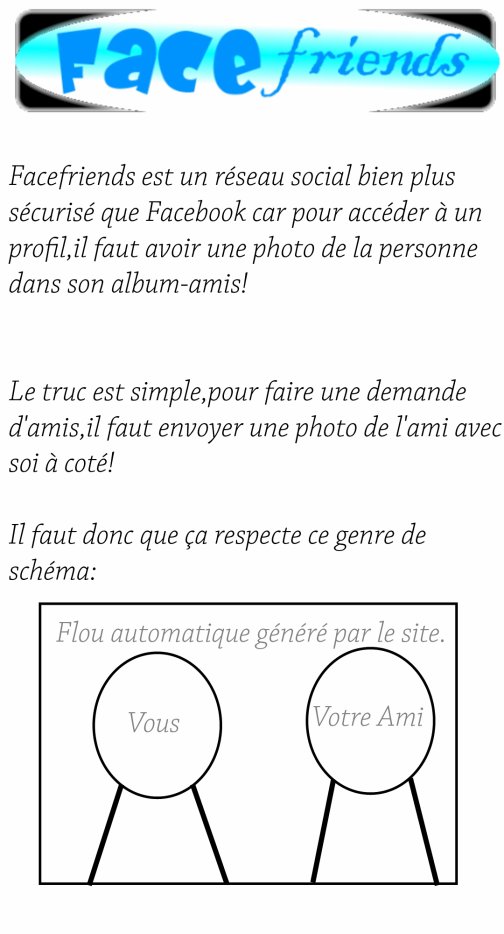 Face friends
Facefriends est un réseau social bien plus
sécurisé que Facebook car pour accéder à un
profil,il faut avoir une photo de la personne
dans son album-amis!
Le truc est simple,pour faire une demande
d'amis,il faut envoyer une photo de l'ami avec
soi à coté!
Il faut donc que ça respecte ce genre de
schéma:
Flou automatique généré par le site.
Vous
Votre Ami